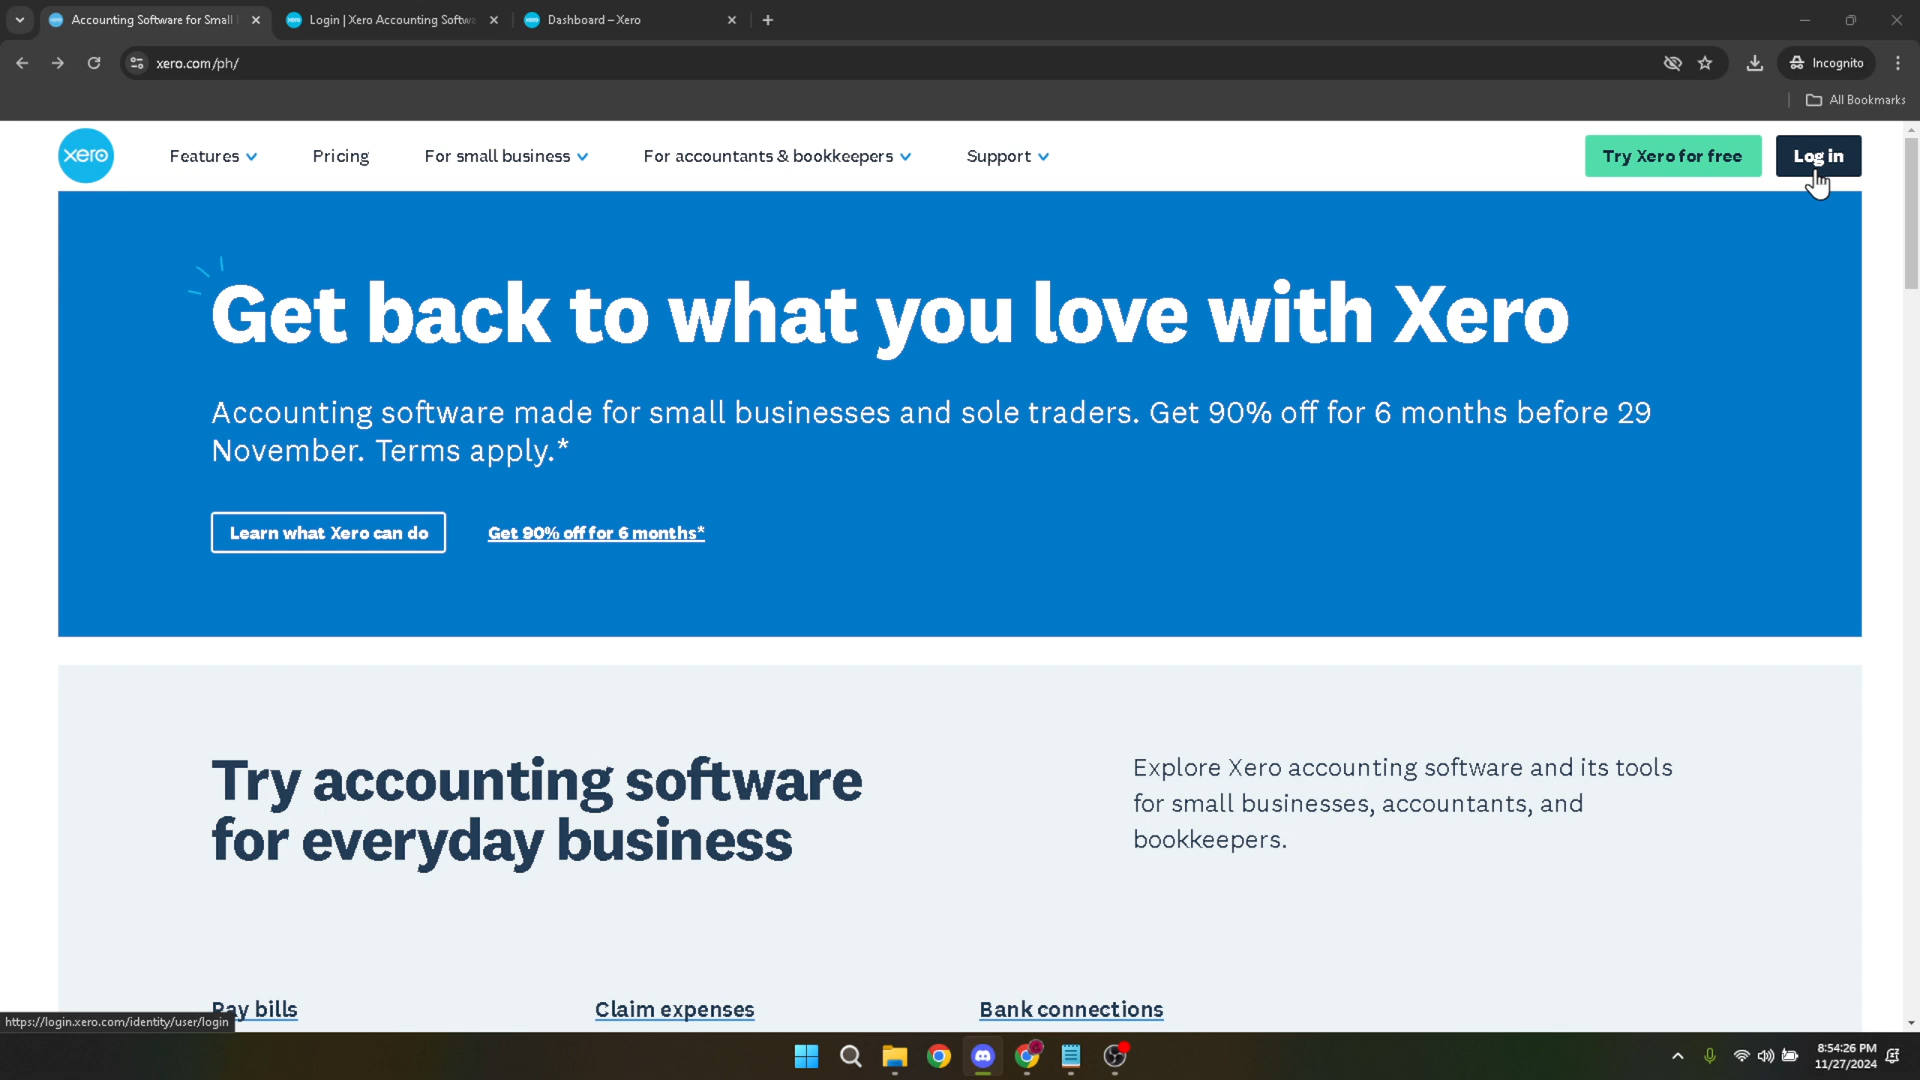 Accounting Software for Small
Login | Xero Accounting Softwa
Dashboard – Xero
xero.com/ph/
Incognito
All Bookmarks
xero
Features
Pricing
For small business
For accountants & bookkeepers
Support
Try Xero for free
Log in
Get back to what you love with Xero
Accounting software made for small businesses and sole traders. Get 90% off for 6 months before 29
November. Terms apply.*
Learn what Xero can do
Get 90% off for 6 months*
Try accounting software
for everyday business
Explore Xero accounting software and its tools
for small businesses, accountants, and
bookkeepers.
Pay bills
Claim expenses
Bank connections
https://login.xero.com/identity/user/login
8:54:26 PM
11/27/2024